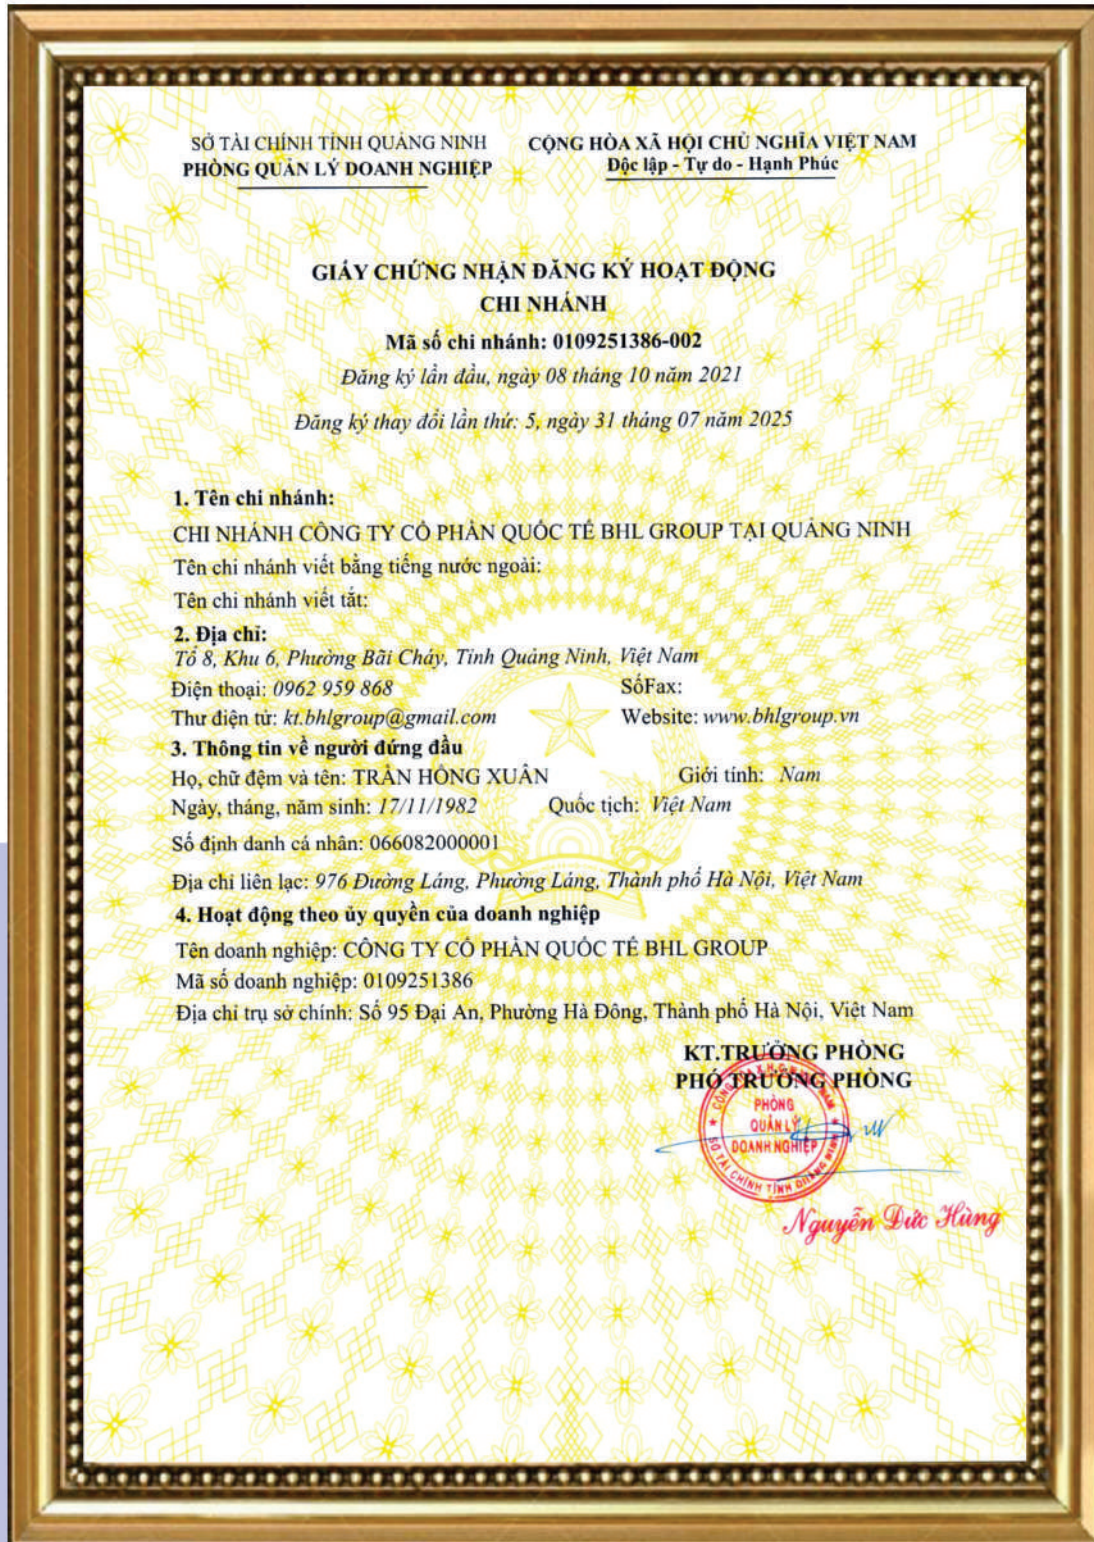 SỞ TÀI CHÍNH TỈNH QUẢNG NINH
PHÒNG QUẢN LÝ DOANH NGHIỆP
CỘNG HÒA XÃ HỘI CHỦ NGHĨA VIỆT NAM
Độc lập - Tự do - Hạnh Phúc
GIẤY CHỨNG NHẬN ĐĂNG KÝ HOẠT ĐỘNG
CHI NHÁNH
Mã số chi nhánh: 0109251386-002
Đăng ký lần đầu, ngày 08 tháng 10 năm 2021
Đăng ký thay đổi lần thứ: 5, ngày 31 tháng 07 năm 2025
1. Tên chi nhánh:
CHI NHÁNH CÔNG TY CỔ PHẦN QUỐC TẾ BHL GROUP TẠI QUẢNG NINH
Tên chi nhánh viết bằng tiếng nước ngoài:
Tên chi nhánh viết tắt:
2. Địa chỉ:
Tổ 8, Khu 6, Phường Bãi Cháy, Tỉnh Quảng Ninh, Việt Nam
Điện thoại: 0962 959 868 SốFax:
Thư điện tử: kt.bhlgroup@gmail.com Website: www.bhlgroup.vn
3. Thông tin về người đứng đầu
Họ, chữ đệm và tên: TRẦN HỒNG XUÂN Giới tính: Nam
Ngày, tháng, năm sinh: 17/11/1982 Quốc tịch: Việt Nam
Số định danh cá nhân: 066082000001
Địa chỉ liên lạc: 976 Đường Láng, Phường Láng, Thành phố Hà Nội, Việt Nam
4. Hoạt động theo ủy quyền của doanh nghiệp
Tên doanh nghiệp: CÔNG TY CỔ PHẦN QUỐC TẾ BHL GROUP
Mã số doanh nghiệp: 0109251386
Địa chỉ trụ sở chính: Số 95 Đại An, Phường Hà Đông, Thành phố Hà Nội, Việt Nam
KT.TRƯỞNG PHÒNG
PHÓ TRƯỞNG PHÒNG
PHÒNG
QUẢN LÝ
DOANH NGHIỆP
SỞ TÀI CHÍNH TỈNH QUẢNG NINH
Nguyễn Đức Hùng